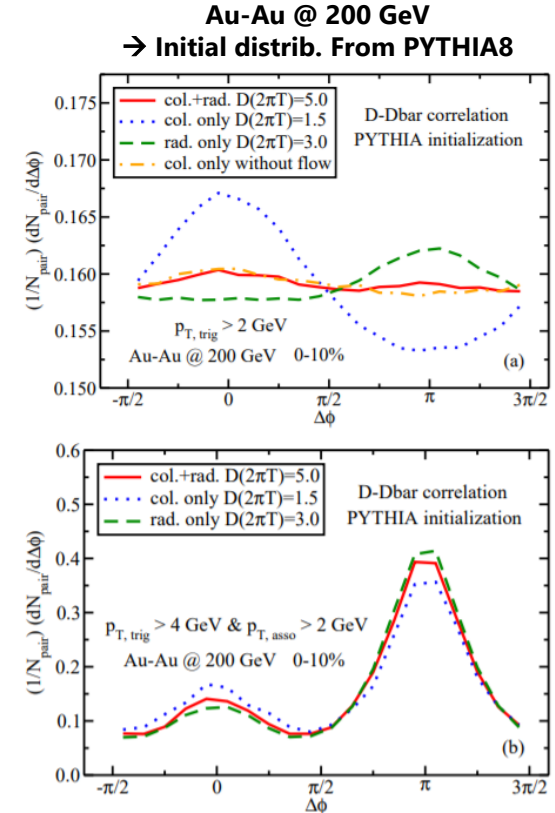 Au-Au @ 200 GeV
→ Initial distrib. From PYTHIA8
0.175
0.170
0.165
0.160
0.155
0.150
(1/N_pair) (dN_pair/dΔϕ)
col.+rad. D(2πT)=5.0
col. only D(2πT)=1.5
rad. only D(2πT)=3.0
col. only without flow
D-Dbar correlation
PYTHIA initialization
p_T, trig > 2 GeV
Au-Au @ 200 GeV 0-10%
(a)
-π/2 0 π/2 π 3π/2
Δϕ
0.6
0.5
0.4
0.3
0.2
0.1
0.0
(1/N_pair) (dN_pair/dΔϕ)
col.+rad. D(2πT)=5.0
col. only D(2πT)=1.5
rad. only D(2πT)=3.0
D-Dbar correlation
PYTHIA initialization
p_T, trig > 4 GeV & p_T, asso > 2 GeV
Au-Au @ 200 GeV 0-10%
(b)
-π/2 0 π/2 π 3π/2
Δϕ